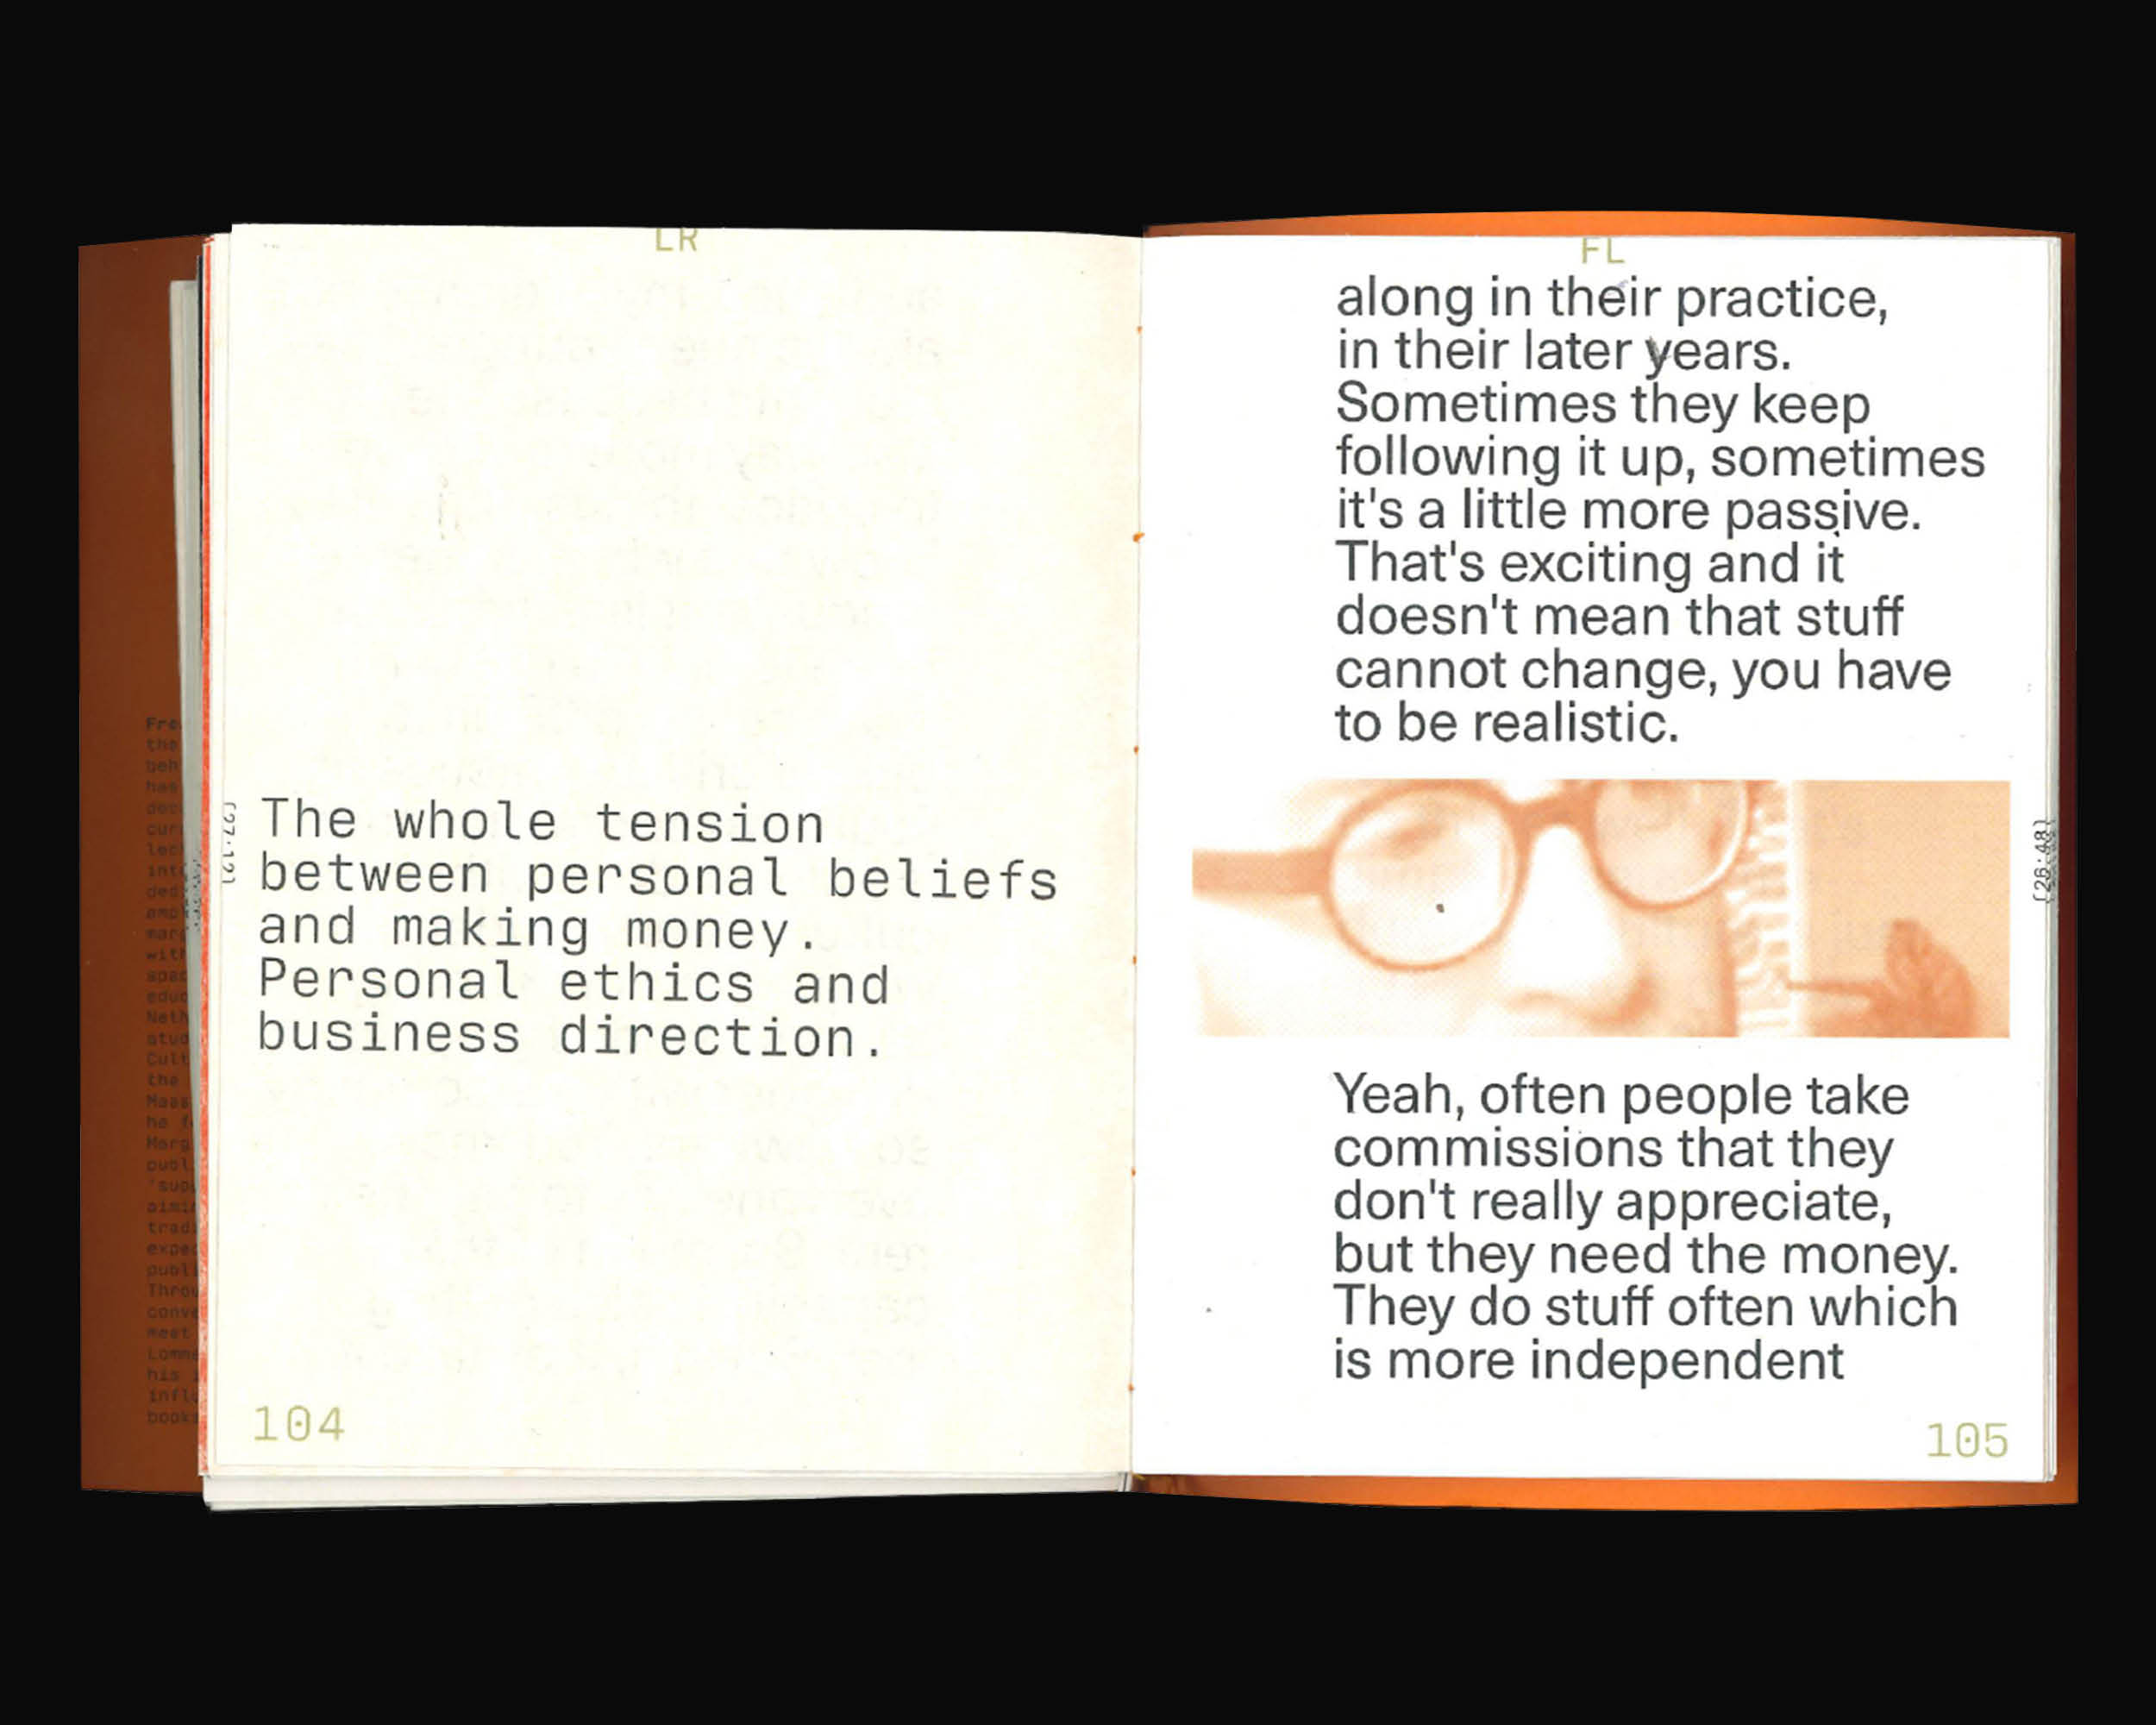 LR
[27:12]
The whole tension
between personal beliefs
and making money.
Personal ethics and
business direction.
104
FL
along in their practice,
in their later years.
Sometimes they keep
following it up, sometimes
it's a little more passive.
That's exciting and it
doesn't mean that stuff
cannot change, you have
to be realistic.
[26:48]
Yeah, often people take
commissions that they
don't really appreciate,
but they need the money.
They do stuff often which
is more independent
105